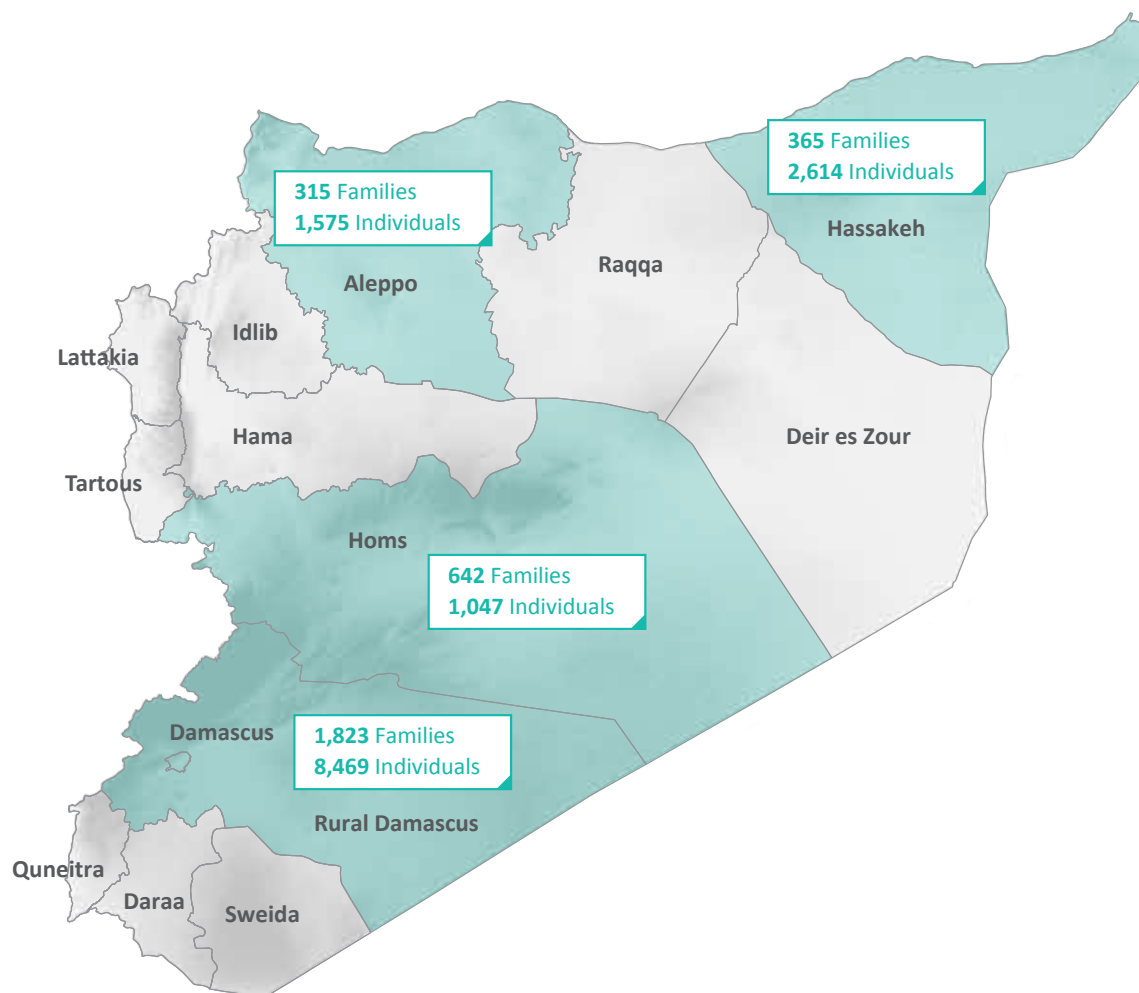 365 Families
2,614 Individuals
Hassakeh
315 Families
1,575 Individuals
Aleppo
Raqqa
Idlib
Lattakia
Hama
Deir es Zour
Tartous
Homs
642 Families
1,047 Individuals
Damascus
1,823 Families
8,469 Individuals
Rural Damascus
Quneitra
Daraa
Sweida